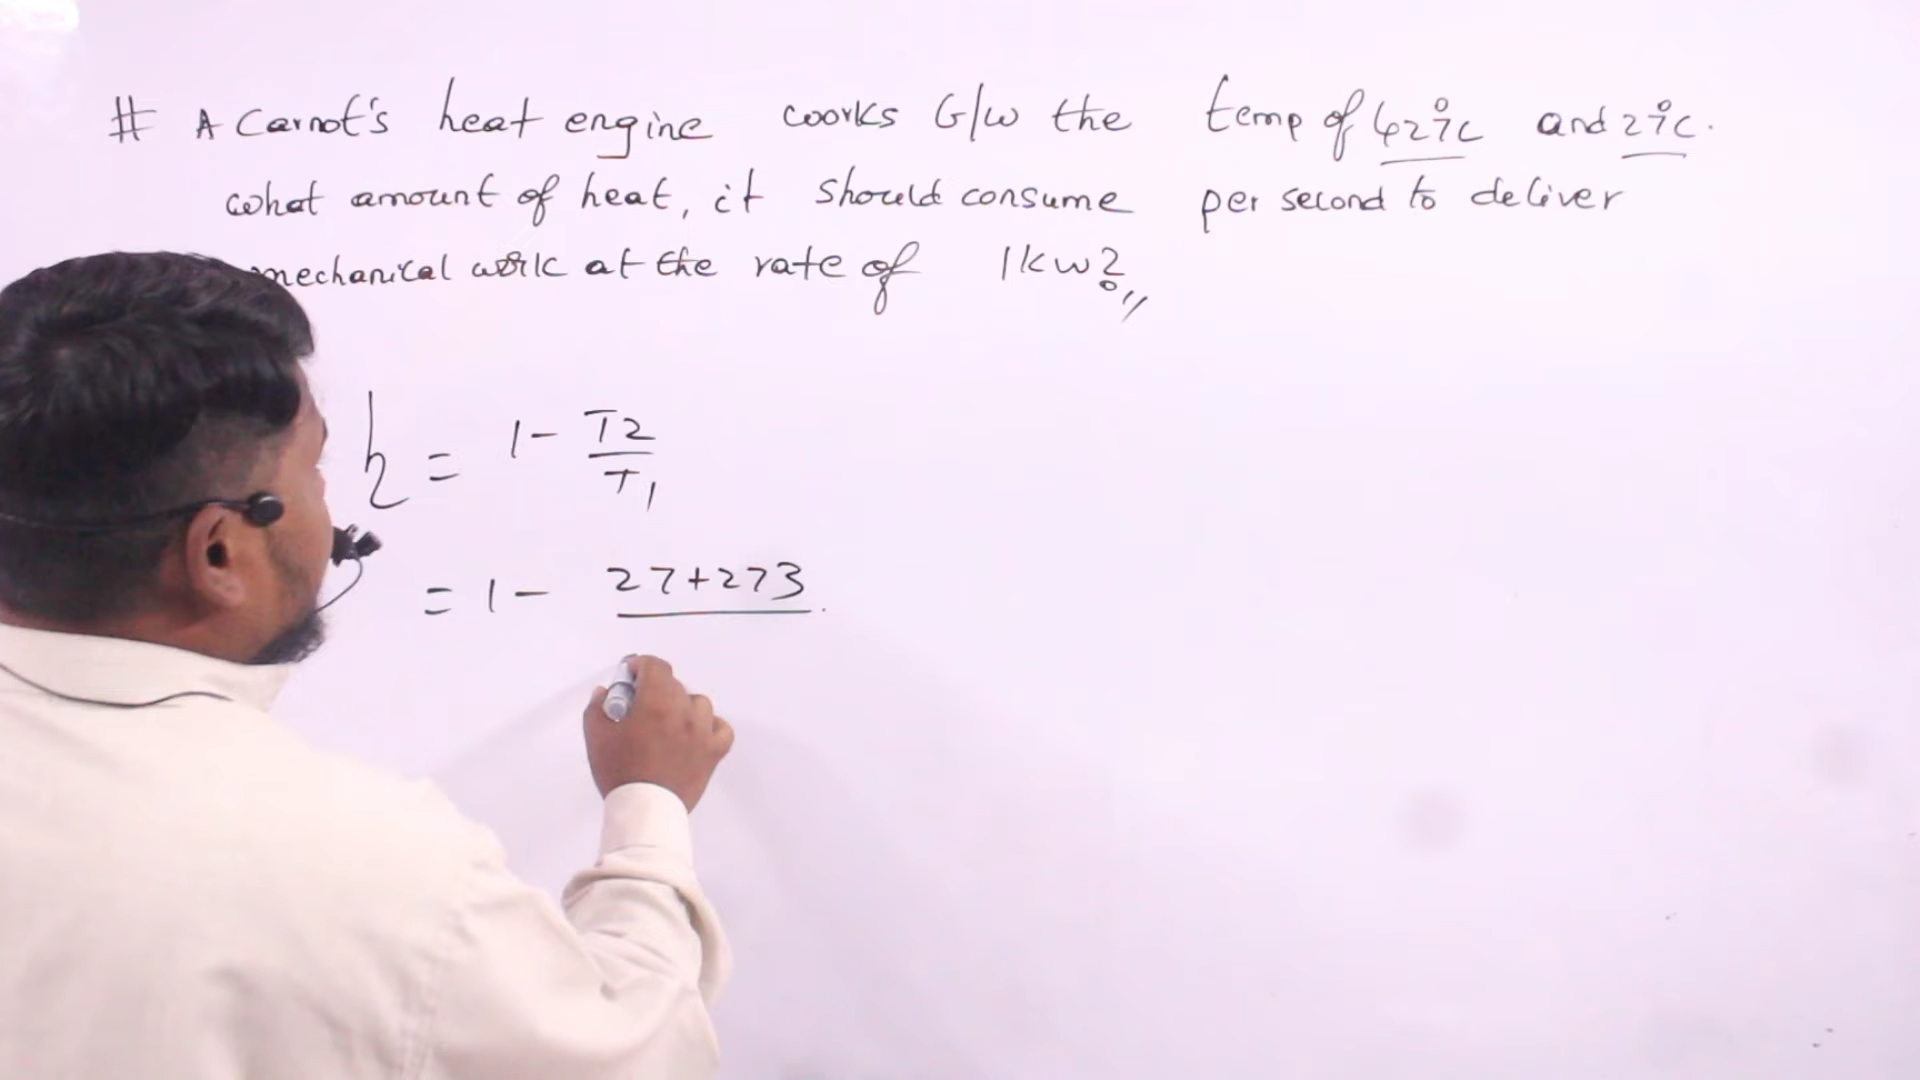 # A Carnot's heat engine works b/w the temp of 427°C and 27°C.
what amount of heat, it should consume per second to deliver
mechanical work at the rate of 1kw?
η = 1 - T2/T1
= 1 - 27+273